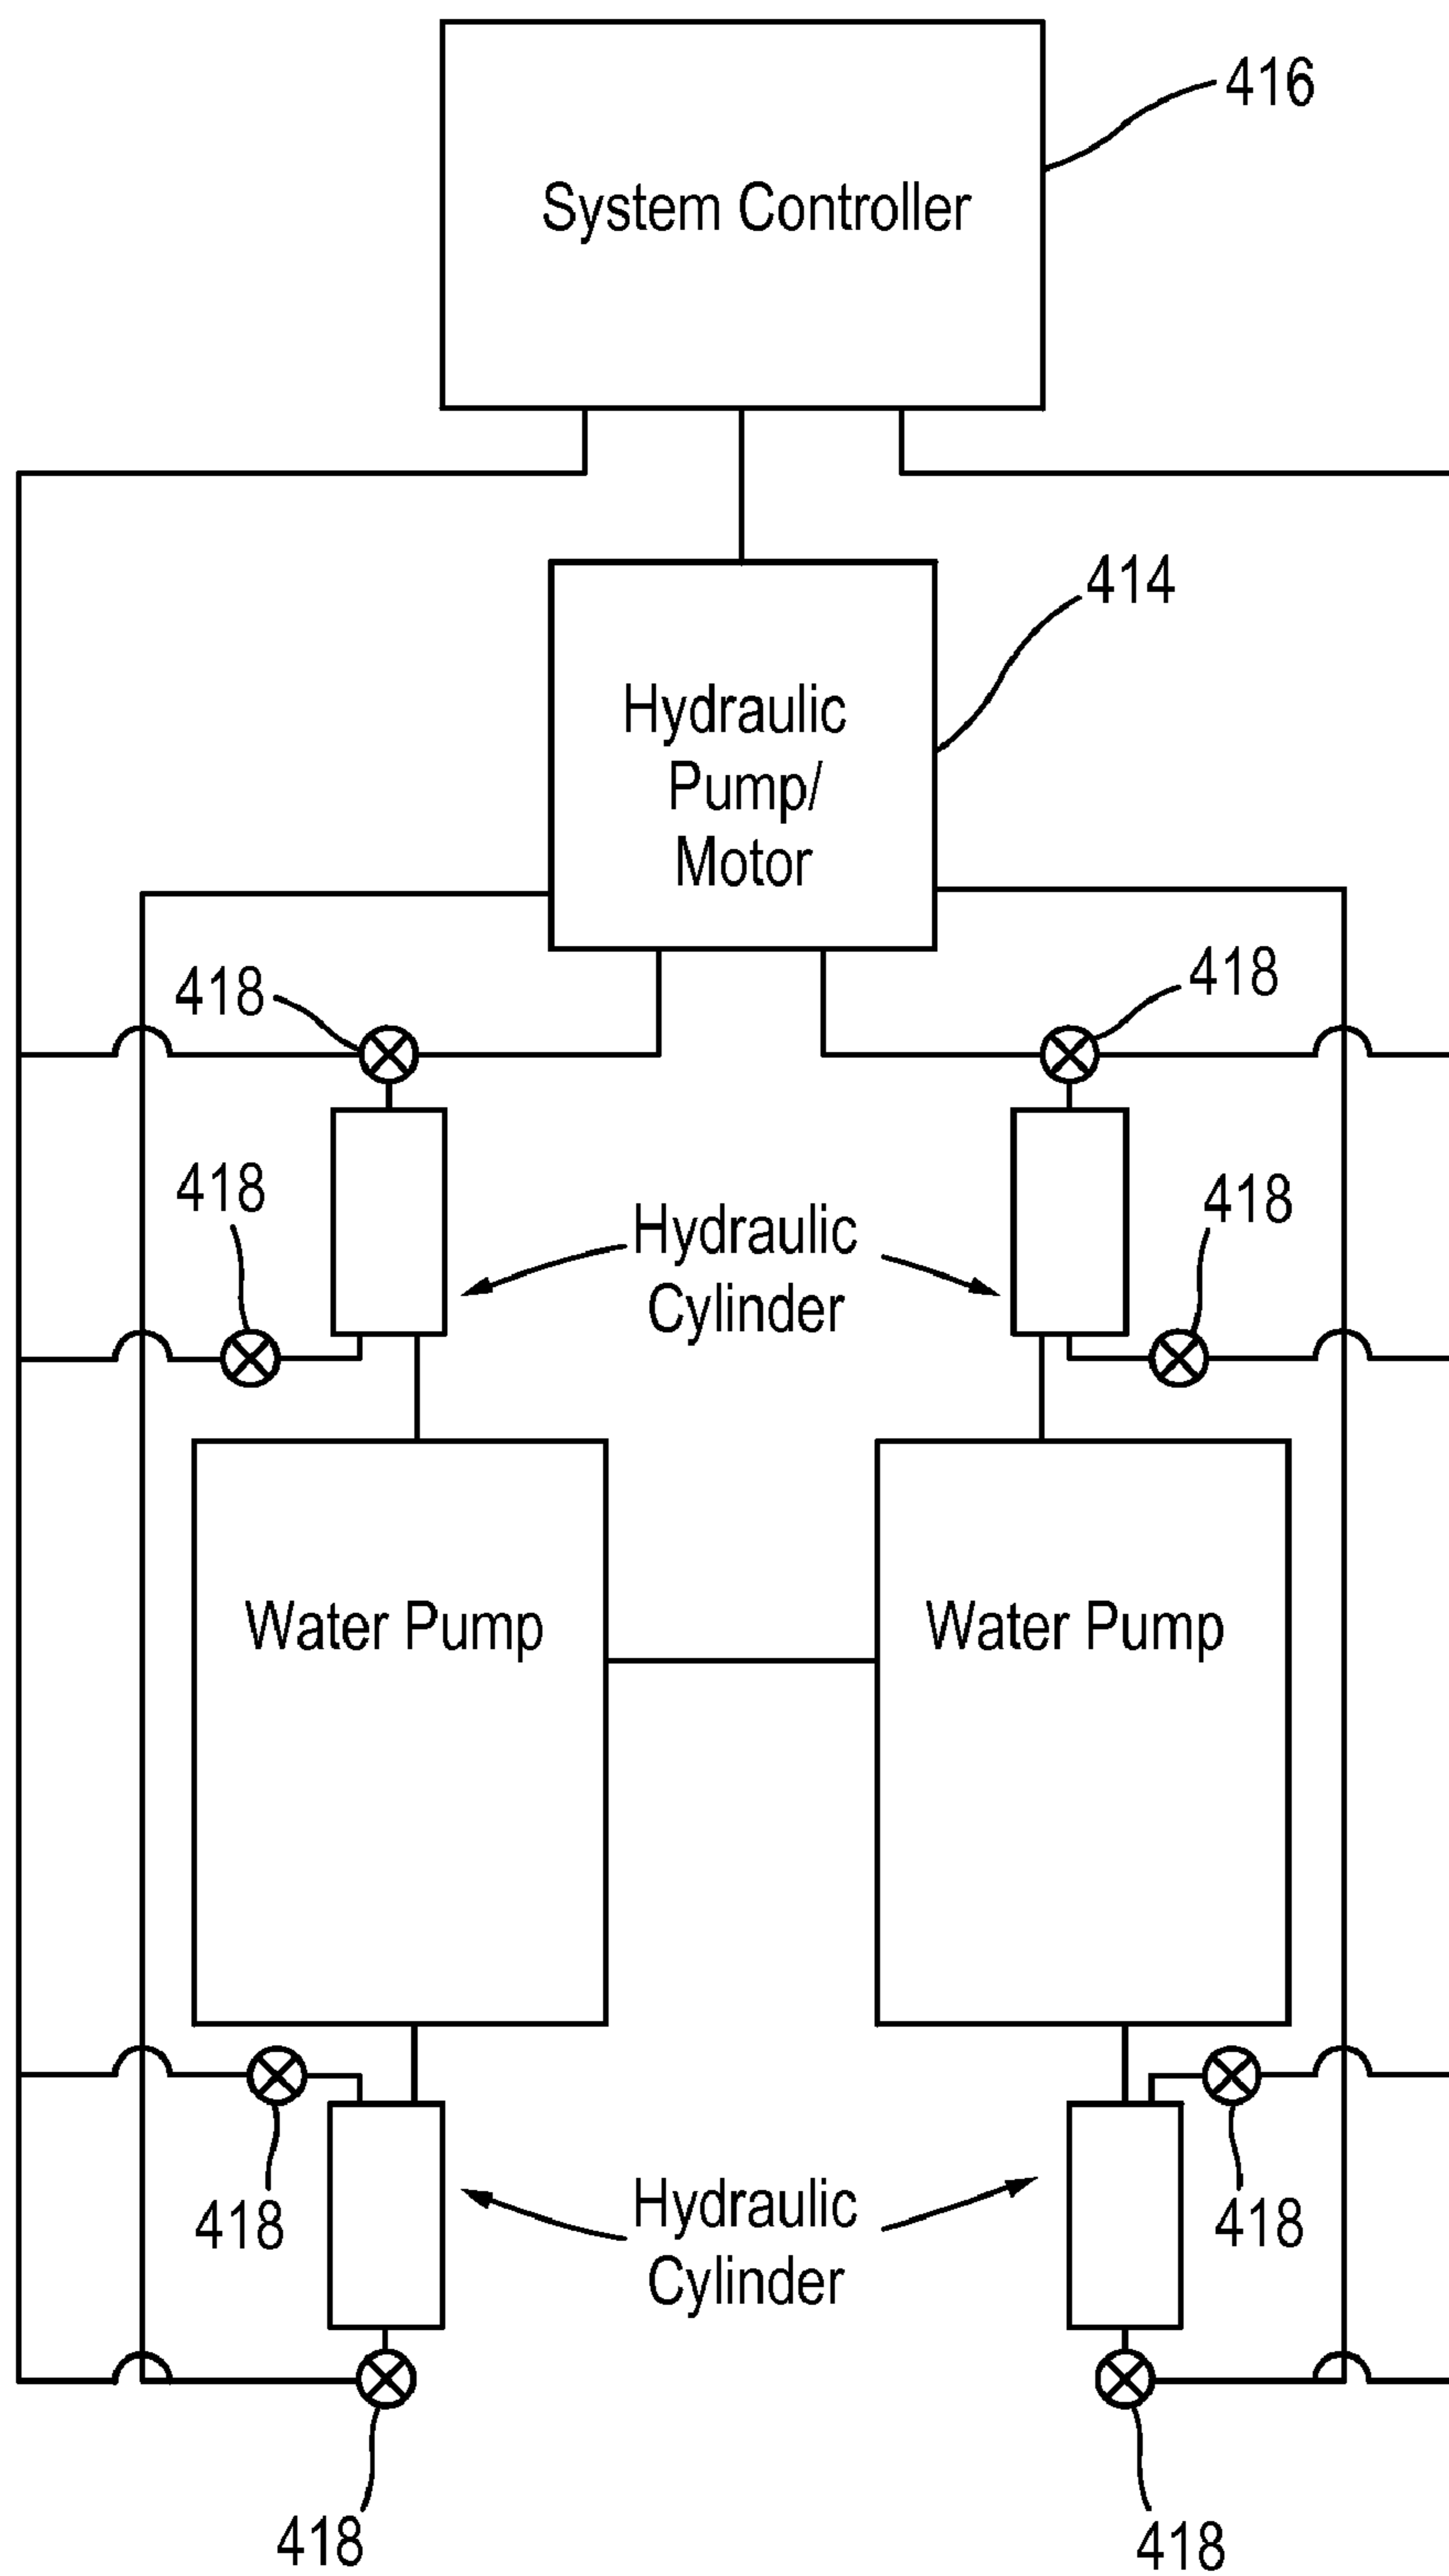 416
System Controller
414
Hydraulic
Pump/
Motor
418
418
418
418
Hydraulic
Cylinder
Water Pump
Water Pump
418
418
Hydraulic
Cylinder
418
418